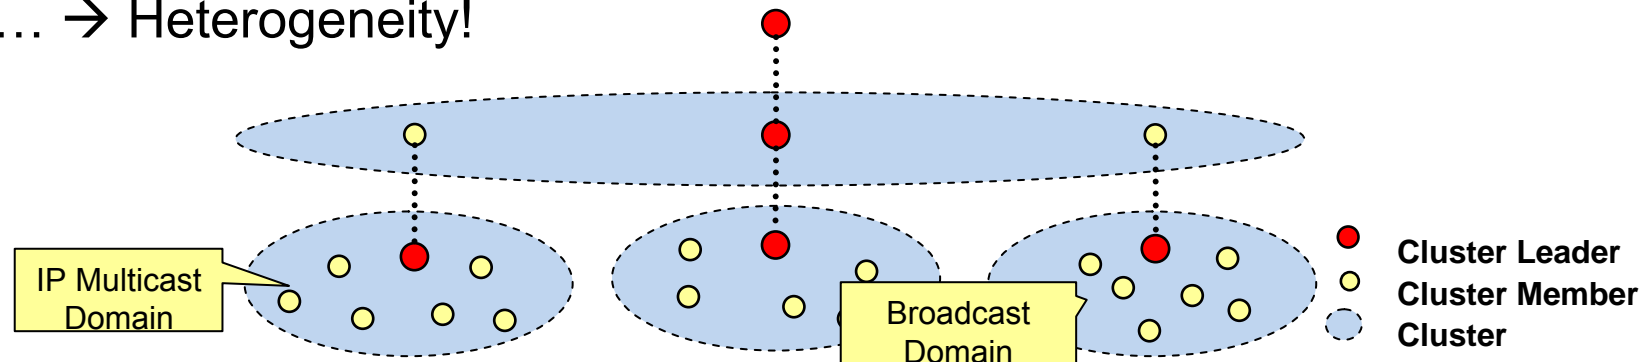 … → Heterogeneity!
IP Multicast
Domain
Broadcast
Domain
Cluster Leader
Cluster Member
Cluster